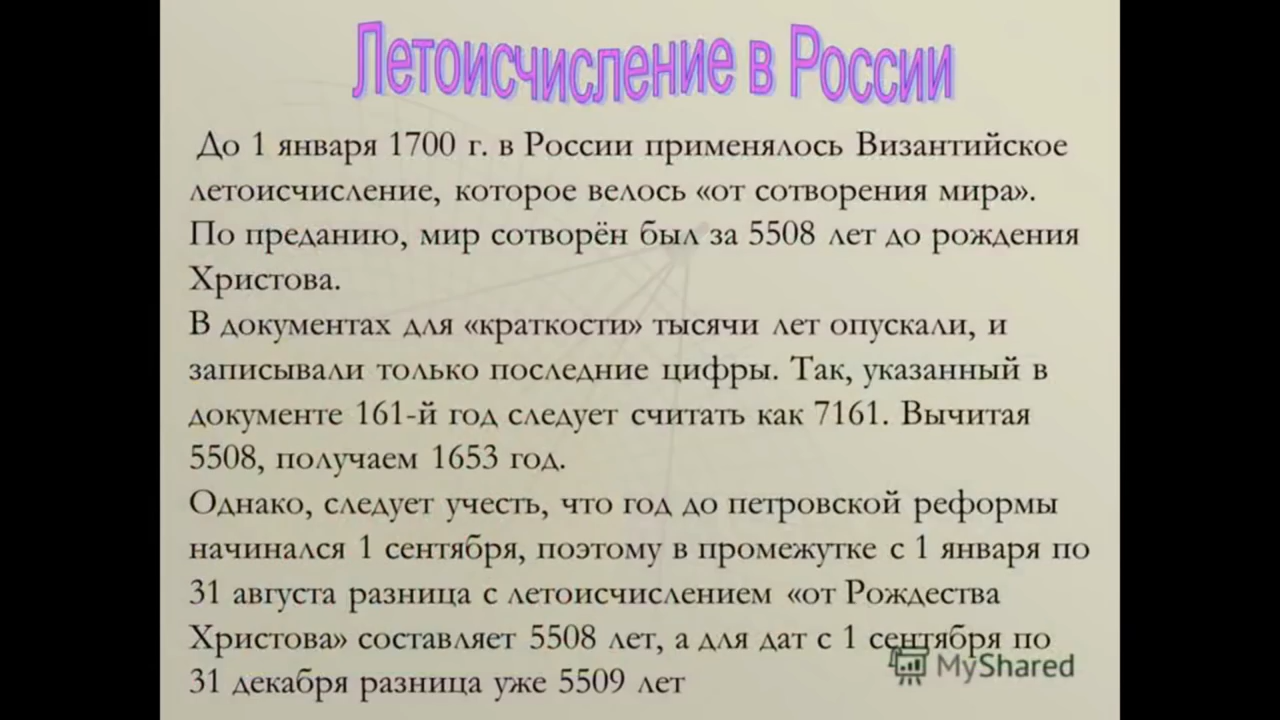 Летоисчисление в России
До 1 января 1700 г. в России применялось Византийское
летоисчисление, которое велось «от сотворения мира».
По преданию, мир сотворён был за 5508 лет до рождения
Христова.
В документах для «краткости» тысячи лет опускали, и
записывали только последние цифры. Так, указанный в
документе 161-й год следует считать как 7161. Вычитая
5508, получаем 1653 год.
Однако, следует учесть, что год до петровской реформы
начинался 1 сентября, поэтому в промежутке с 1 января по
31 августа разница с летоисчислением «от Рождества
Христова» составляет 5508 лет, а для дат с 1 сентября по
31 декабря разница уже 5509 лет
MyShared